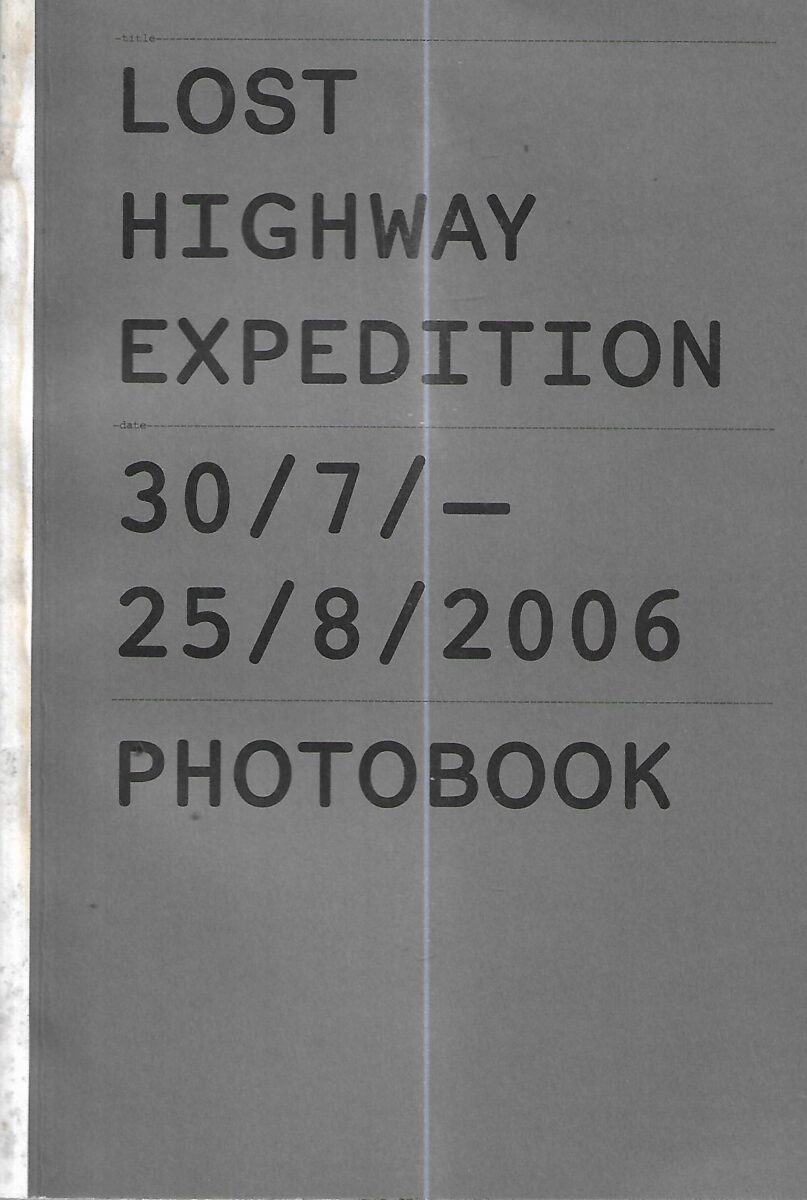 title
LOST
HIGHWAY
EXPEDITION
date
30/7/—
25/8/2006
PHOTOBOOK